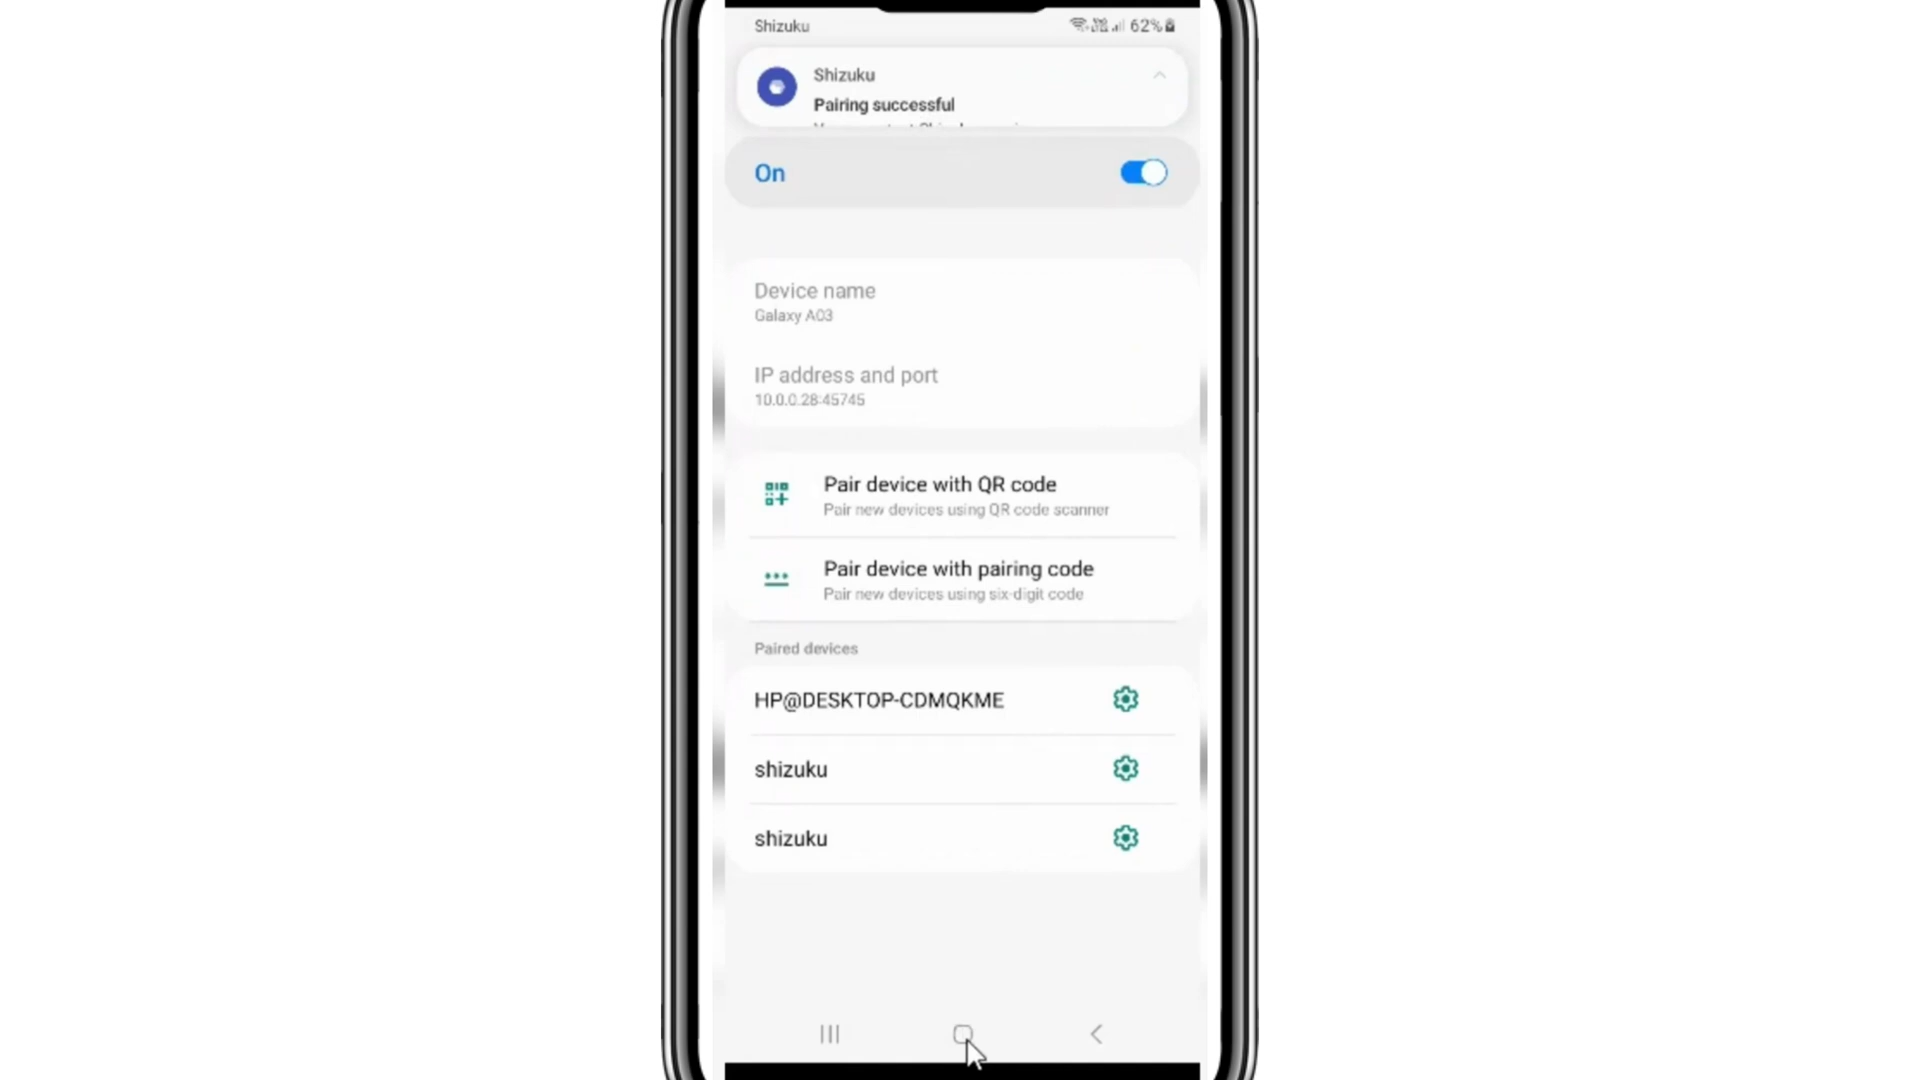 Shizuku
62%
Shizuku
Pairing successful
On
Device name
Galaxy A03
IP address and port
10.0.0.28:45745
Pair device with QR code
Pair new devices using QR code scanner
Pair device with pairing code
Pair new devices using six-digit code
Paired devices
HP@DESKTOP-CDMQKME
shizuku
shizuku